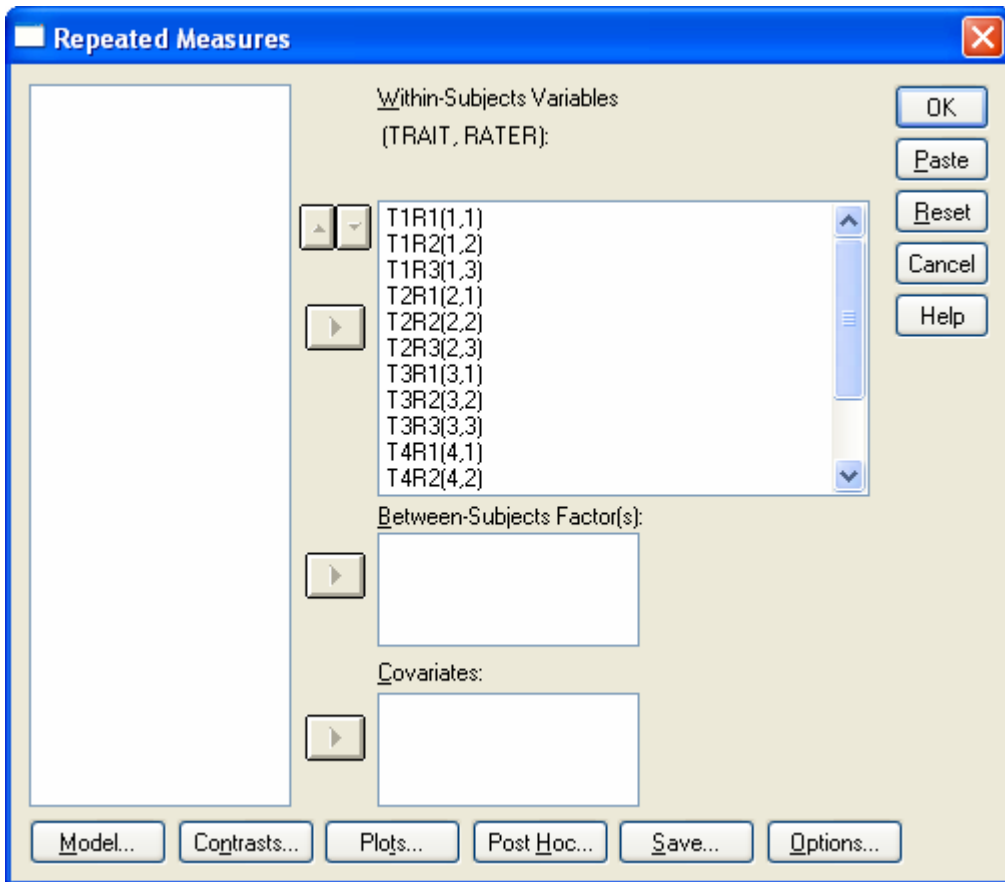 Repeated Measures
Within-Subjects Variables
(TRAIT, RATER):
T1R1(1,1)
T1R2(1,2)
T1R3(1,3)
T2R1(2,1)
T2R2(2,2)
T2R3(2,3)
T3R1(3,1)
T3R2(3,2)
T3R3(3,3)
T4R1(4,1)
T4R2(4,2)
OK
Paste
Reset
Cancel
Help
Between-Subjects Factor(s):
Covariates:
Model...
Contrasts...
Plots...
Post Hoc...
Save...
Options...